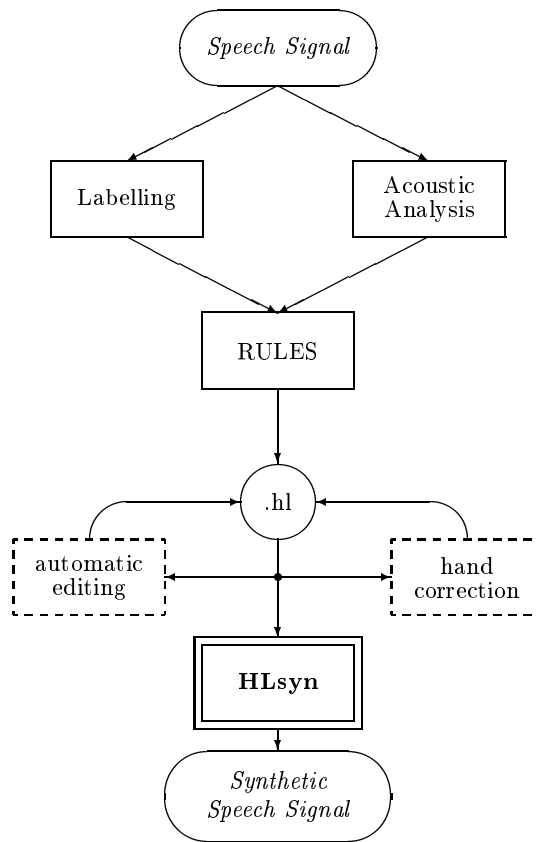 Speech Signal
Labelling
Acoustic
Analysis
RULES
.hl
automatic
editing
hand
correction
HLsyn
Synthetic
Speech Signal